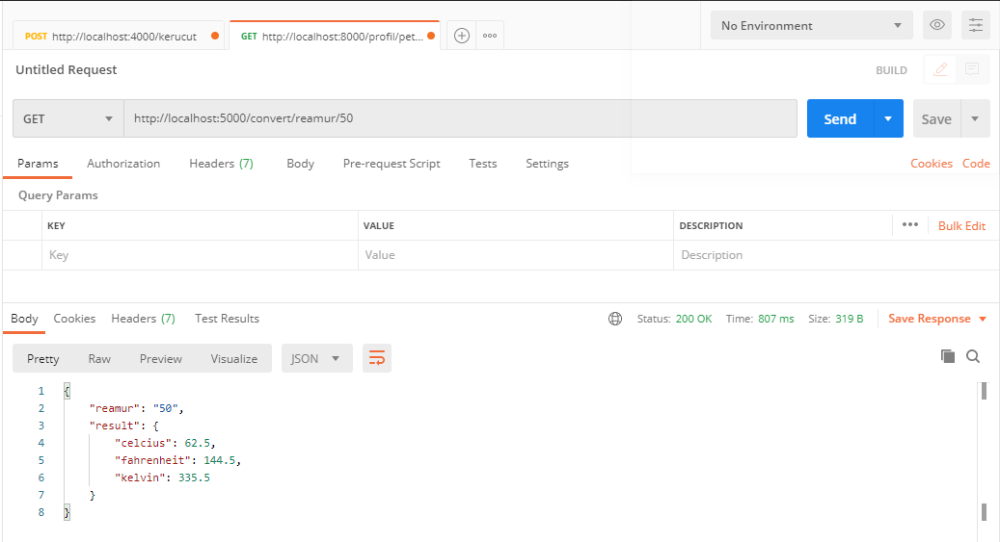 POST http://localhost:4000/kerucut GET http://localhost:8000/profil/pet... No Environment
Untitled Request BUILD
GET http://localhost:5000/convert/reamur/50 Send Save
Params Authorization Headers (7) Body Pre-request Script Tests Settings Cookies Code
Query Params
KEY VALUE DESCRIPTION Bulk Edit
Key Value Description
Body Cookies Headers (7) Test Results Status: 200 OK Time: 807 ms Size: 319 B Save Response
Pretty Raw Preview Visualize JSON
1 {
2 "reamur": "50",
3 "result": {
4 "celcius": 62.5,
5 "fahrenheit": 144.5,
6 "kelvin": 335.5
7 }
8 }